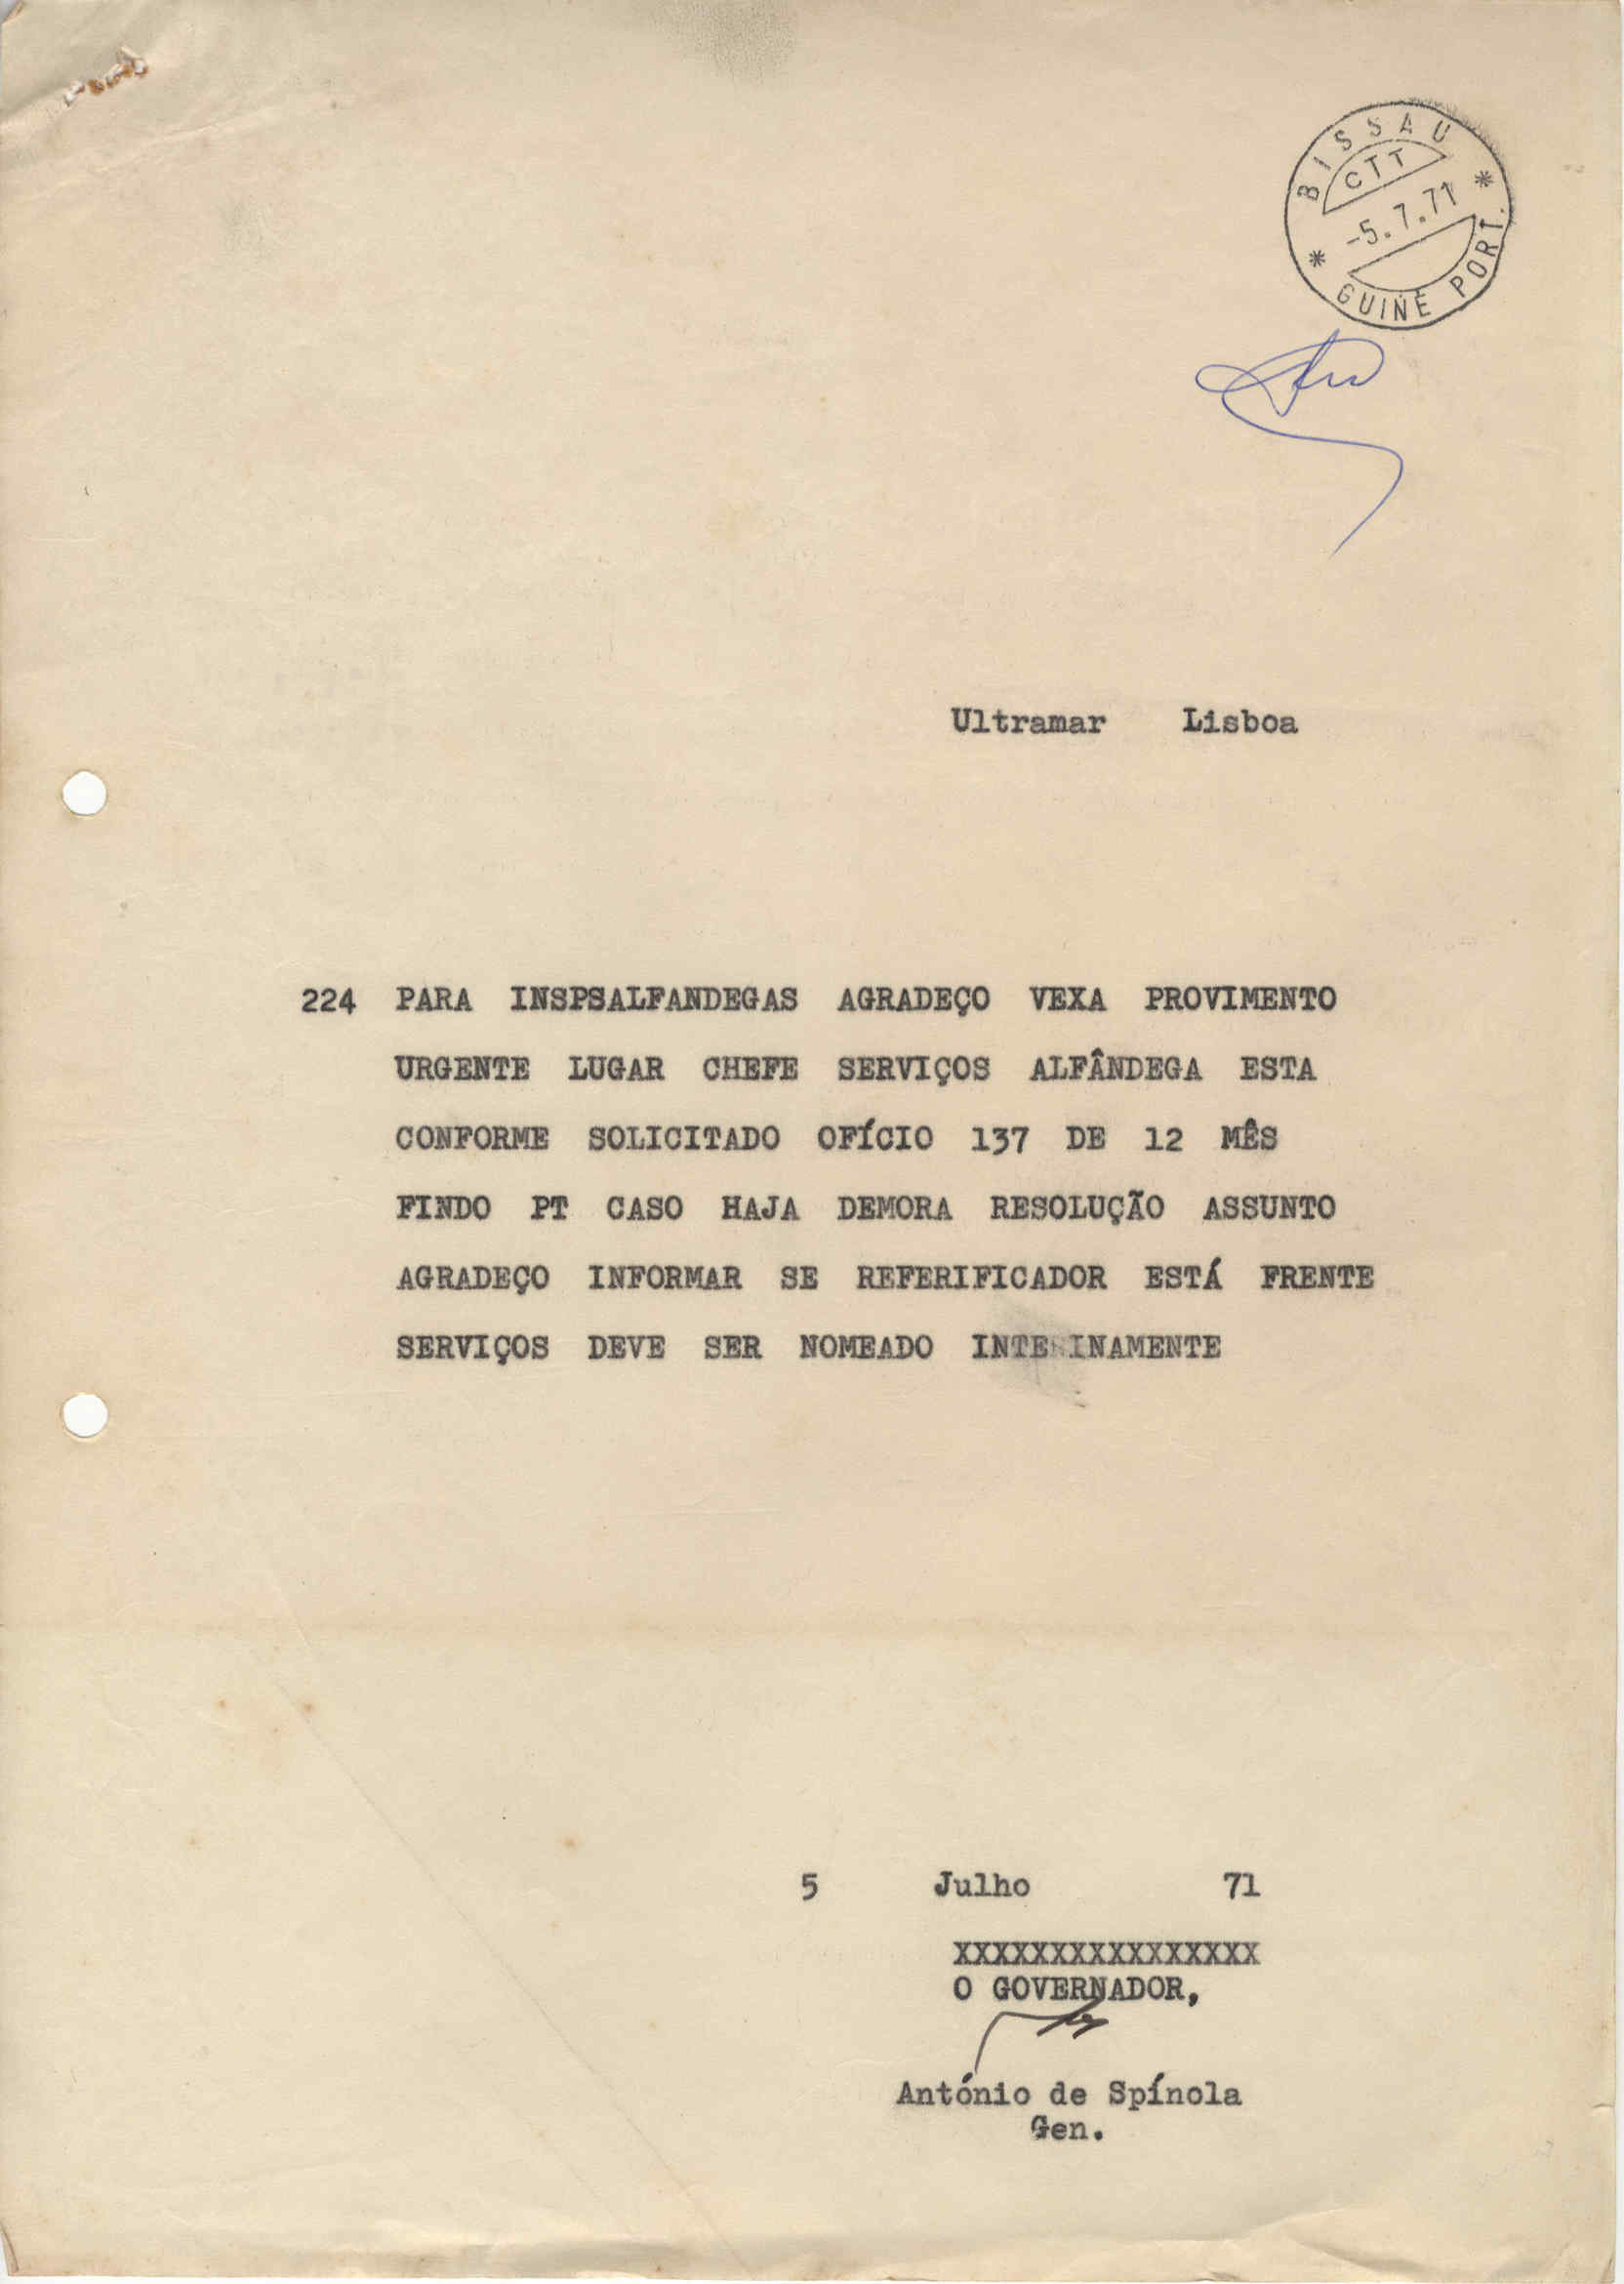 BISSAU
CTT
-5.7.71
GUINÉ PORT.
Ultramar Lisboa
224 PARA INSPSALFANDEGAS AGRADEÇO VEXA PROVIMENTO
URGENTE LUGAR CHEFE SERVIÇOS ALFÂNDEGA ESTA
CONFORME SOLICITADO OFÍCIO 137 DE 12 MÊS
FINDO PT CASO HAJA DEMORA RESOLUÇÃO ASSUNTO
AGRADEÇO INFORMAR SE REFERIFICADOR ESTÁ FRENTE
SERVIÇOS DEVE SER NOMEADO INTERINAMENTE
5 Julho 71
XXXXXXXXXXXXXXXX
O GOVERNADOR,
António de Spínola
Gen.